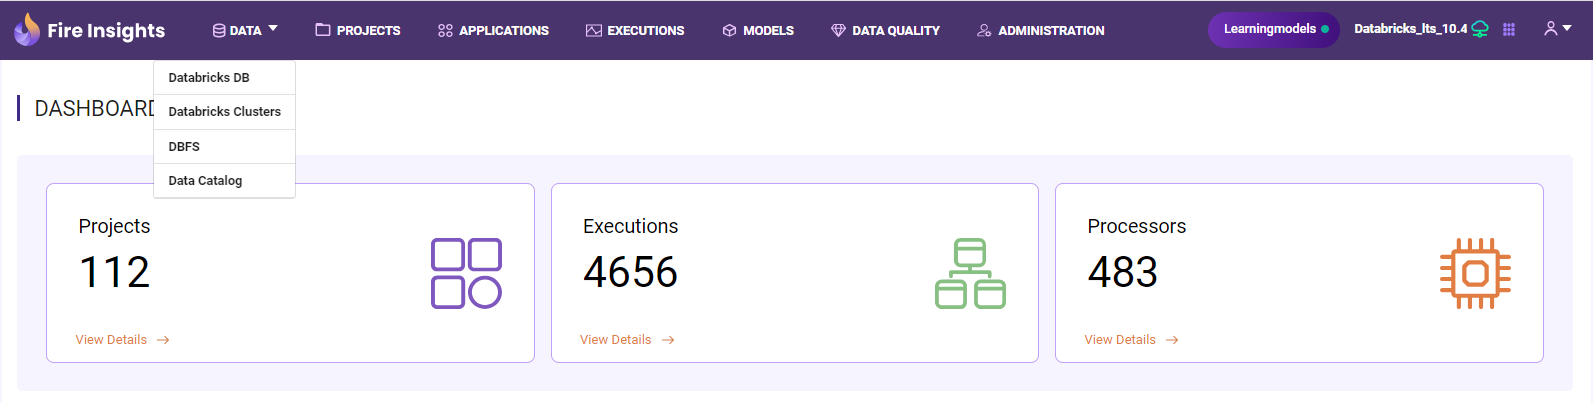 Fire Insights DATA PROJECTS APPLICATIONS EXECUTIONS MODELS DATA QUALITY ADMINISTRATION Learningmodels Databricks_lts_10.4
Databricks DB
DASHBOARD
Databricks Clusters
DBFS
Data Catalog
Projects
112
View Details
Executions
4656
View Details
Processors
483
View Details